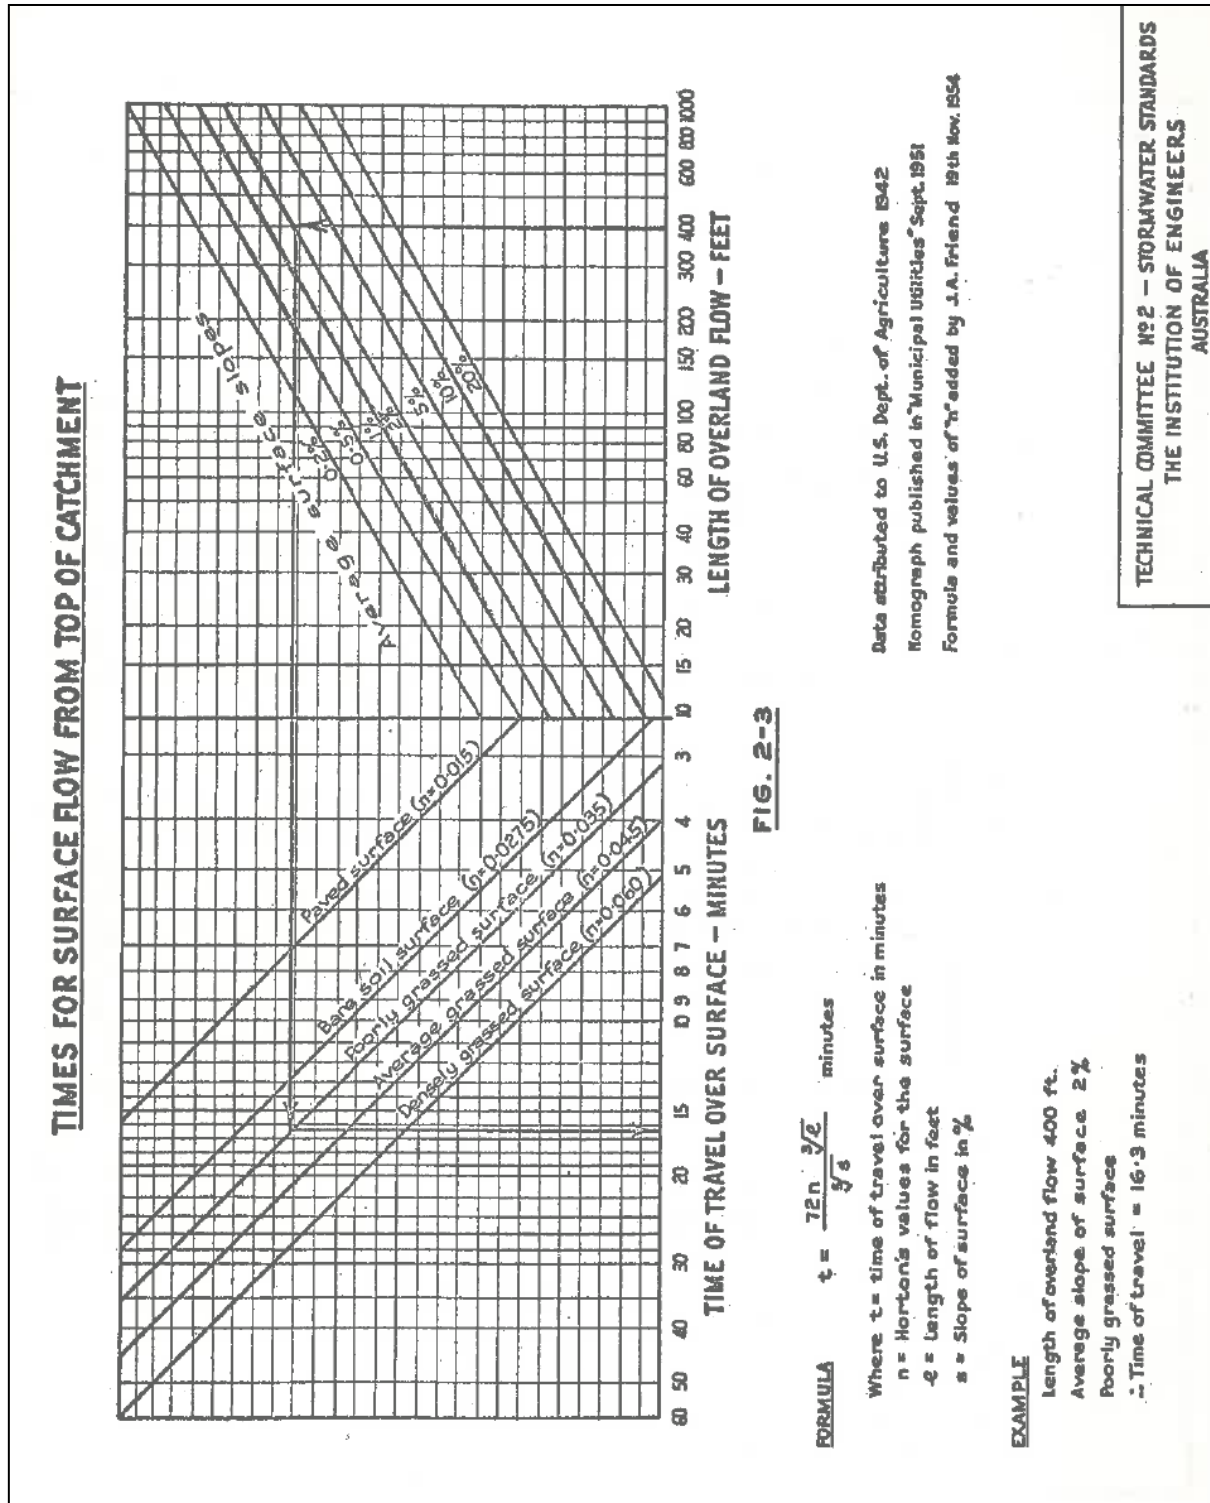 TIMES FOR SURFACE FLOW FROM TOP OF CATCHMENT
Average surface slopes
0.2%
0.5%
1%
2%
5%
10%
20%
Paved surface (n=0.015)
Bare soil surface (n=0.0275)
Poorly grassed surface (n=0.035)
Average grassed surface (n=0.045)
Densely grassed surface (n=0.060)
60 50 40 30 20 15 10 9 8 7 6 5 4 3 10 15 20 30 40 60 80 100 150 200 300 400 600 800 1000
TIME OF TRAVEL OVER SURFACE – MINUTES
LENGTH OF OVERLAND FLOW – FEET
FIG. 2-3
FORMULA t = 72n ∛ℓ / ⁵√s minutes
Where t = time of travel over surface in minutes
n = Horton's values for the surface
ℓ = Length of flow in feet
s = Slope of surface in %
EXAMPLE
Length of overland flow 400 ft.
Average slope of surface 2%
Poorly grassed surface
∴ Time of travel = 16.3 minutes
Data attributed to U.S. Dept. of Agriculture 1942
Nomograph published in "Municipal Utilities" Sept. 1951
Formula and values of "n" added by J.A. Friend 19th Nov. 1954
TECHNICAL COMMITTEE Nº 2 – STORMWATER STANDARDS
THE INSTITUTION OF ENGINEERS
AUSTRALIA